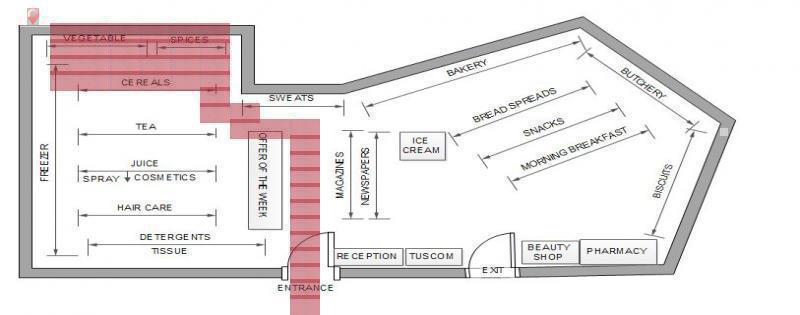 VEGETABLE
SPICES
CEREALS
TEA
JUICE
SPRAY COSMETICS
HAIR CARE
DETERGENTS
TISSUE
FREEZER
SWEATS
OFFER OF THE WEEK
MAGAZINES
NEWSPAPERS
ICE
CREAM
BAKERY
BREAD SPREADS
SNACKS
MORNING BREAKFAST
BUTCHERY
BISCUITS
RECEPTION
TUSCOM
EXIT
BEAUTY
SHOP
PHARMACY
ENTRANCE